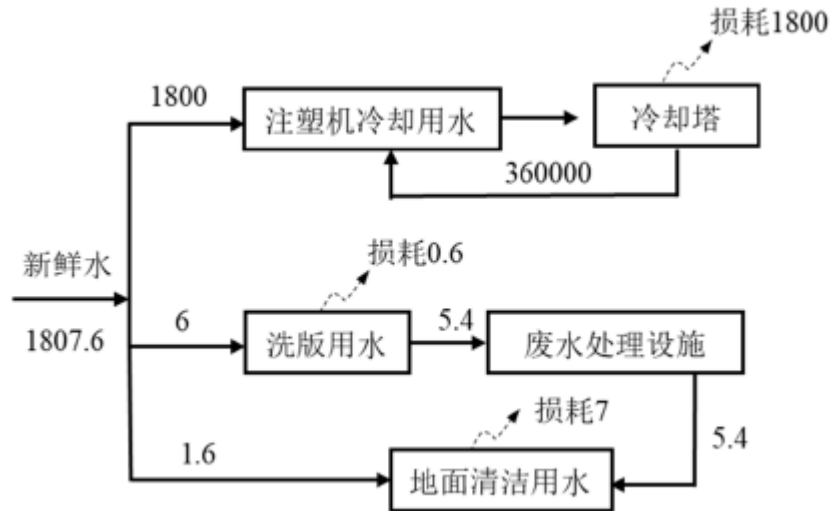 损耗1800
1800
注塑机冷却用水
冷却塔
360000
新鲜水
1807.6
损耗0.6
6
洗版用水
5.4
废水处理设施
损耗7
5.4
1.6
地面清洁用水